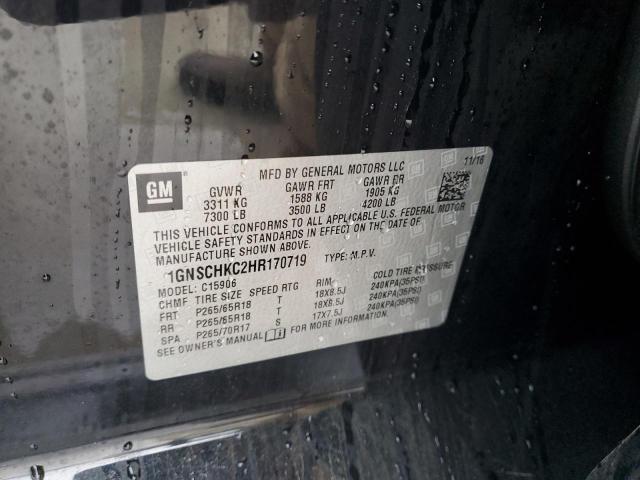 MFD BY GENERAL MOTORS LLC 11/16
GM GVWR GAWR FRT GAWR RR
3311 KG 1588 KG 1905 KG
7300 LB 3500 LB 4200 LB
THIS VEHICLE CONFORMS TO ALL APPLICABLE U.S. FEDERAL MOTOR
VEHICLE SAFETY STANDARDS IN EFFECT ON THE DATE OF
MANUFACTURE SHOWN ABOVE.
1GNSCHKC2HR170719 TYPE: M.P.V.
MODEL: C15906
CHMF TIRE SIZE SPEED RTG RIM COLD TIRE PRESSURE
FRT P265/65R18 T 18X8.5J 240KPA(35PSI)
RR P265/65R18 T 18X8.5J 240KPA(35PSI)
SPA P265/70R17 S 17X7.5J 240KPA(35PSI)
SEE OWNER'S MANUAL FOR MORE INFORMATION.